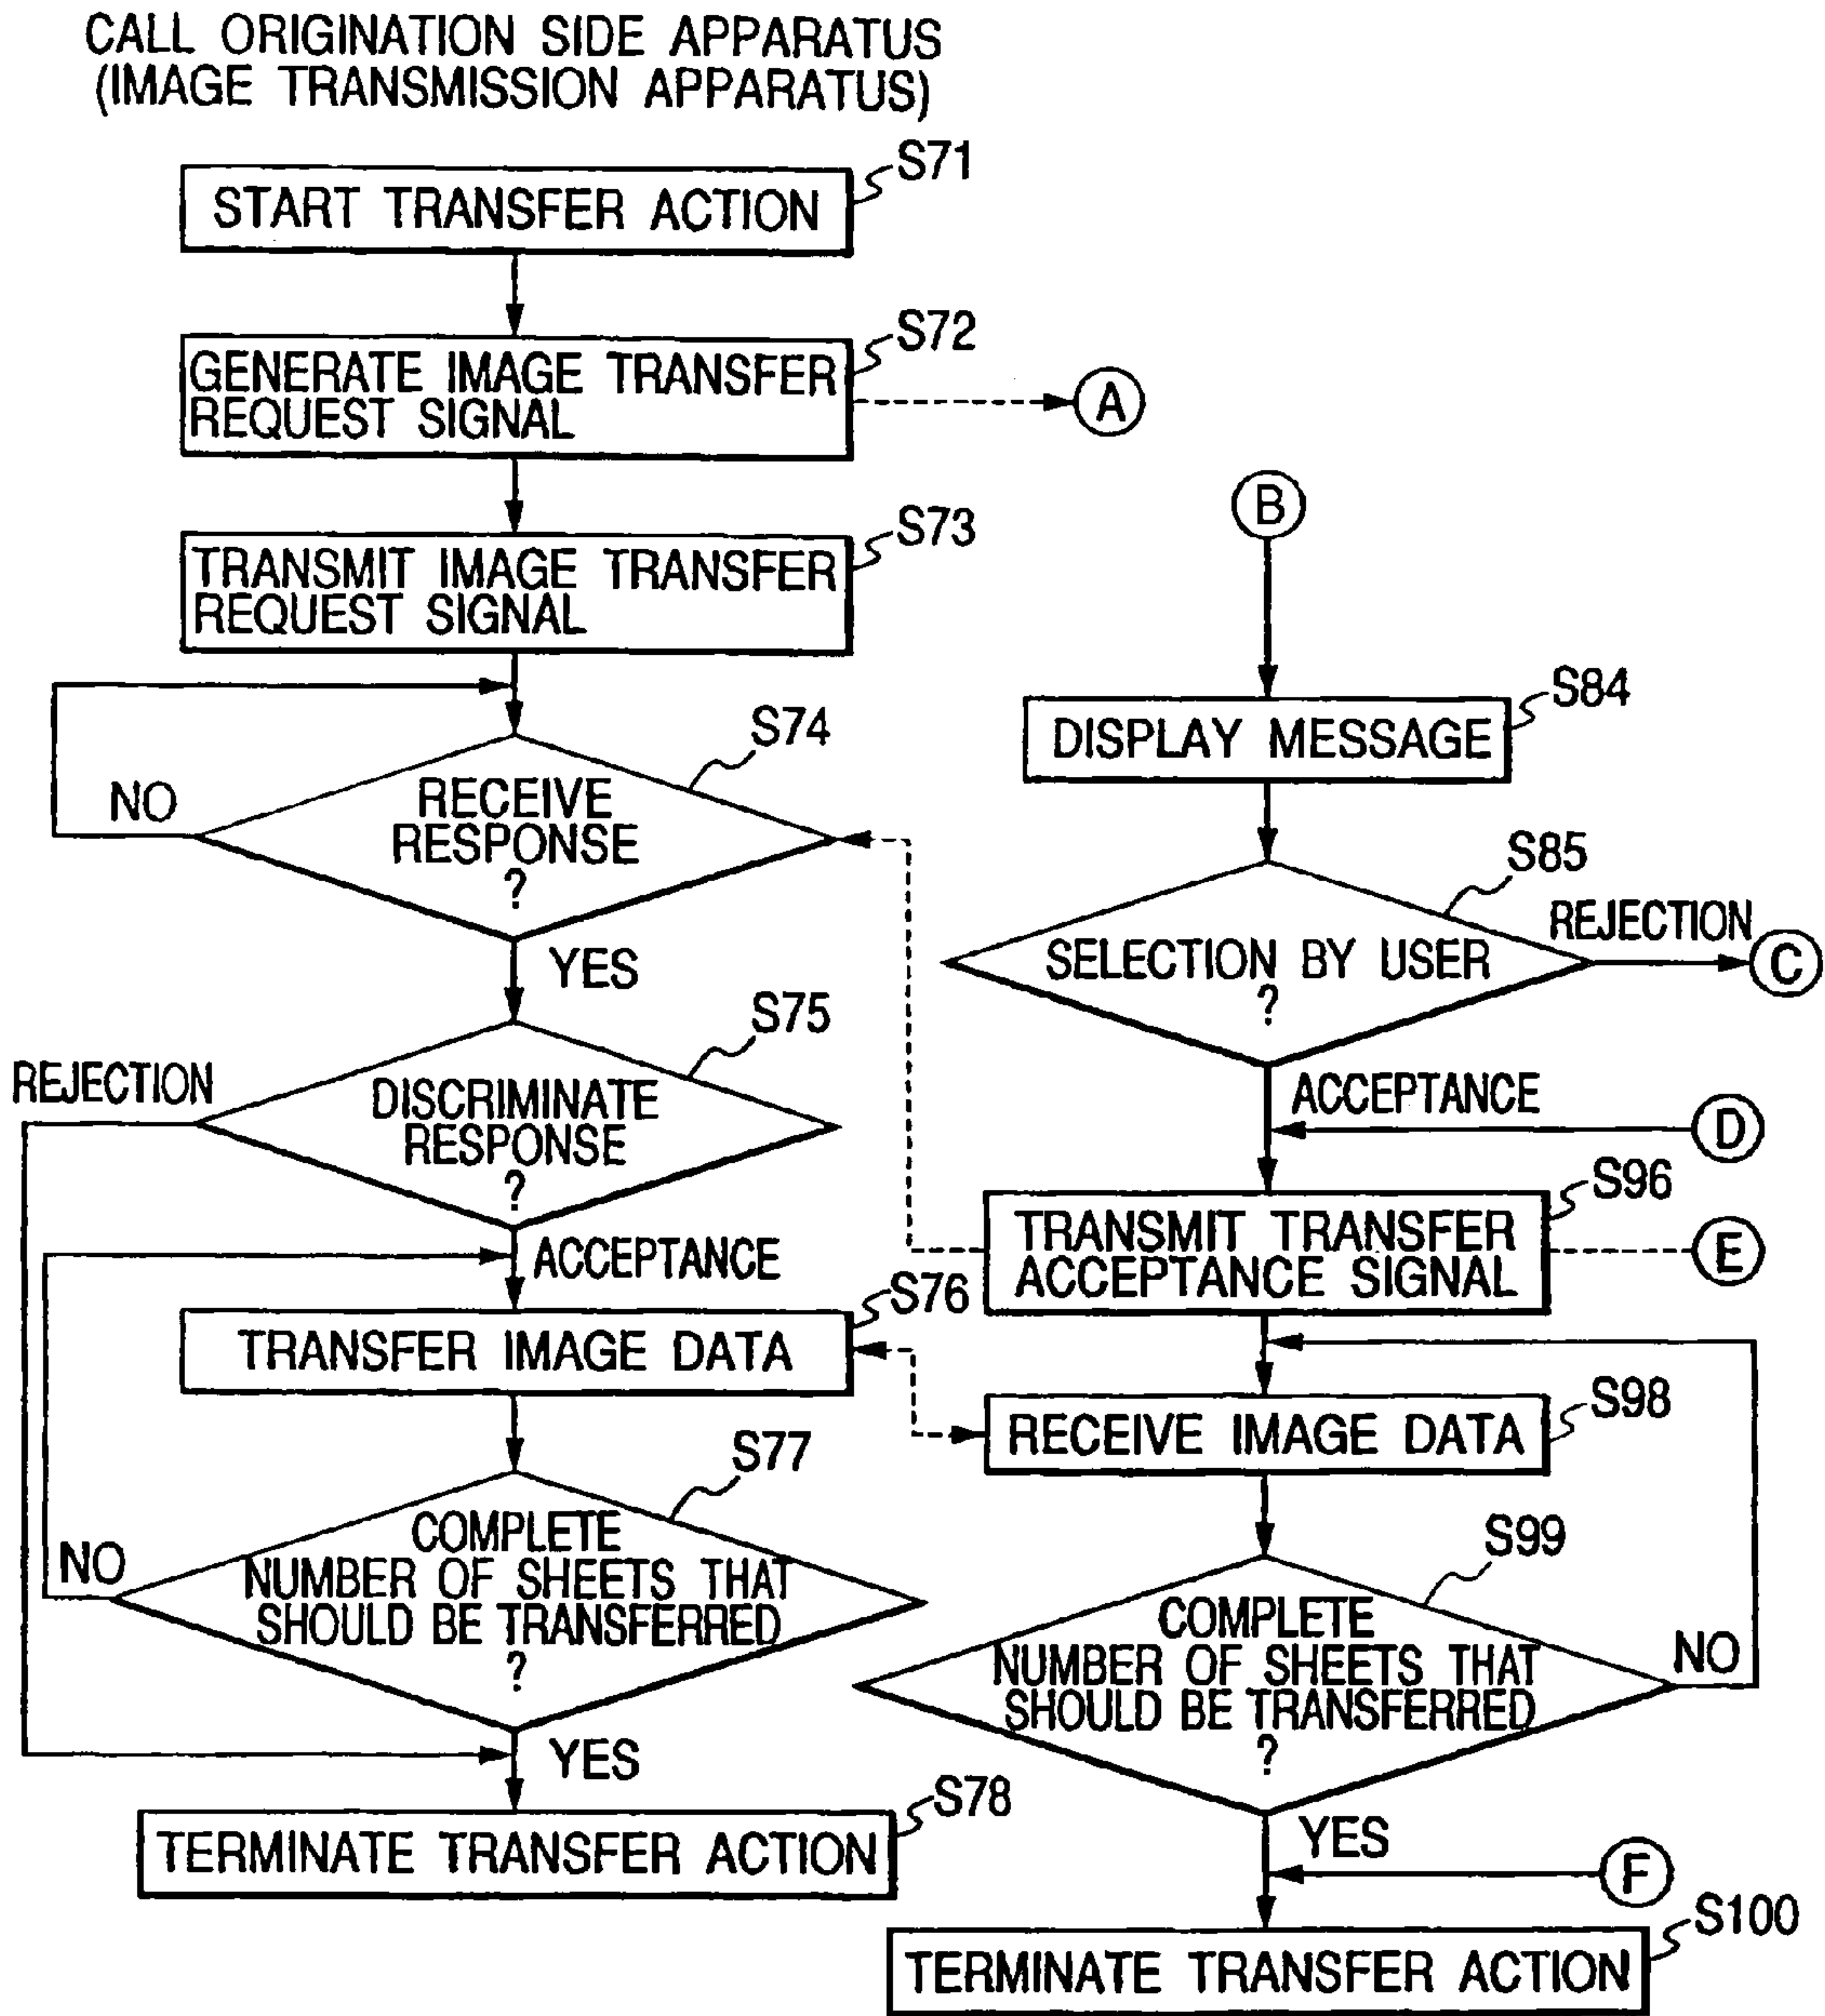 CALL ORIGINATION SIDE APPARATUS
(IMAGE TRANSMISSION APPARATUS)
S71
START TRANSFER ACTION
S72
GENERATE IMAGE TRANSFER
REQUEST SIGNAL
A
S73
TRANSMIT IMAGE TRANSFER
REQUEST SIGNAL
S74
NO
RECEIVE
RESPONSE
?
YES
S75
REJECTION
DISCRIMINATE
RESPONSE
?
ACCEPTANCE
S76
TRANSFER IMAGE DATA
S77
NO
COMPLETE
NUMBER OF SHEETS THAT
SHOULD BE TRANSFERRED
?
YES
S78
TERMINATE TRANSFER ACTION
B
S84
DISPLAY MESSAGE
S85
REJECTION
SELECTION BY USER
?
C
ACCEPTANCE
D
S96
TRANSMIT TRANSFER
ACCEPTANCE SIGNAL
E
S98
RECEIVE IMAGE DATA
S99
COMPLETE
NUMBER OF SHEETS THAT
SHOULD BE TRANSFERRED
?
NO
YES
F
S100
TERMINATE TRANSFER ACTION